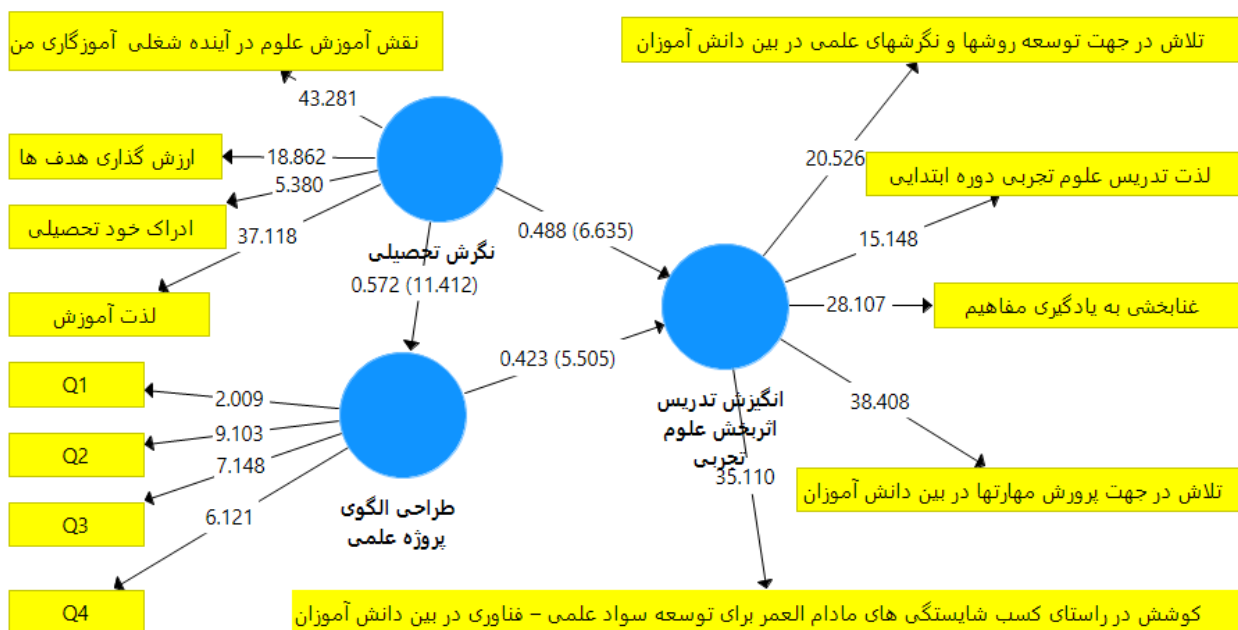 نقش آموزش علوم در آینده شغلی آموزگاری من
تلاش در جهت توسعه روشها و نگرشهای علمی در بین دانش آموزان
43.281
ارزش گذاری هدف ها
18.862
20.526
لذت تدریس علوم تجربی دوره ابتدایی
5.380
ادراک خود تحصیلی
37.118
0.488 (6.635)
15.148
نگرش تحصیلی
0.572 (11.412)
لذت آموزش
28.107
غنابخشی به یادگیری مفاهیم
0.423 (5.505)
Q1
2.009
انگیزش تدریس
اثربخش علوم
تجربی
38.408
Q2
9.103
7.148
35.110
تلاش در جهت پرورش مهارتها در بین دانش آموزان
Q3
6.121
طراحی الگوی
پروژه علمی
Q4
کوشش در راستای کسب شایستگی های مادام العمر برای توسعه سواد علمی – فناوری در بین دانش آموزان